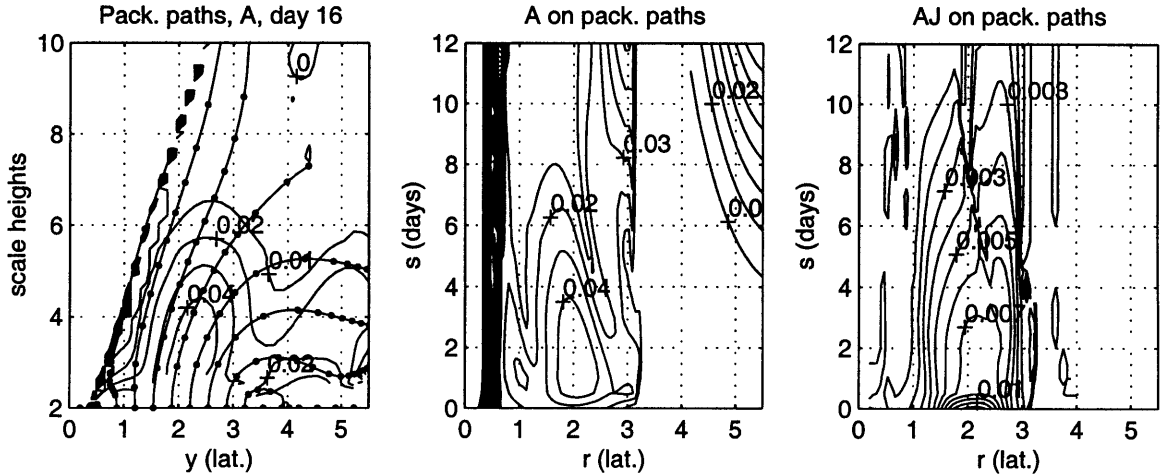 Pack. paths, A, day 16
scale heights
10
8
6
4
2
0
0.02
0.01
0.04
0.02
0 1 2 3 4 5
y (lat.)
A on pack. paths
s (days)
12
10
8
6
4
2
0
0.02
0.03
0.02
0.0
0.04
0 1 2 3 4 5
r (lat.)
AJ on pack. paths
s (days)
12
10
8
6
4
2
0
0.003
0.003
0.005
0.007
0.01
0 1 2 3 4 5
r (lat.)